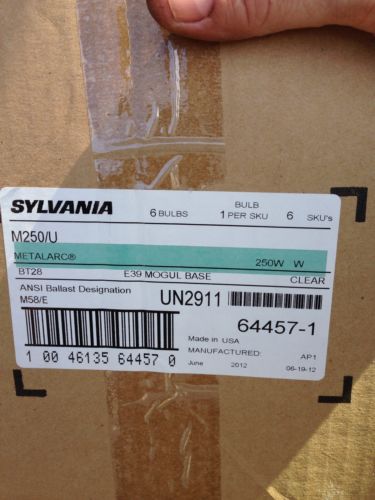 SYLVANIA 6 BULBS BULB 1 PER SKU 6 SKU's
M250/U
METALARC® 250W W
BT28 E39 MOGUL BASE CLEAR
ANSI Ballast Designation
M58/E
UN2911
64457-1
Made in USA
MANUFACTURED: AP1
June 2012 06-19-12
1 00 46135 64457 0